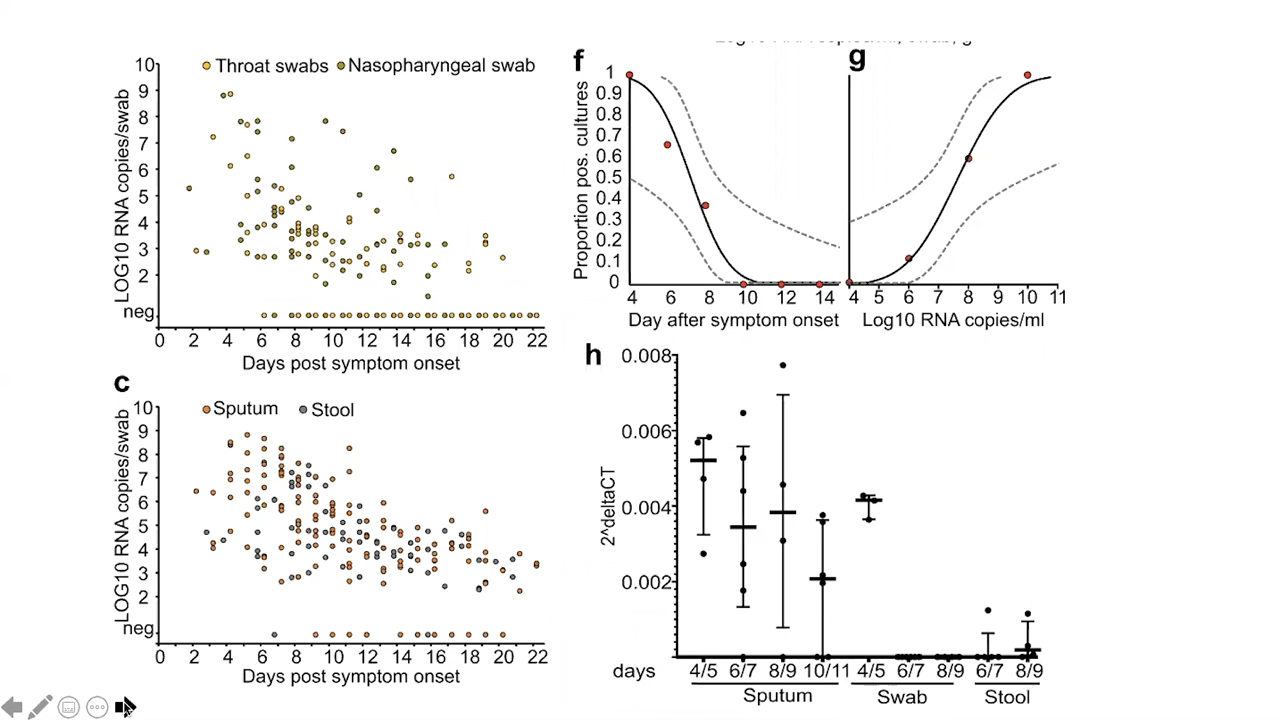 Throat swabs Nasopharyngeal swab
LOG10 RNA copies/swab
10
9
8
7
6
5
4
3
2
neg.
0 2 4 6 8 10 12 14 16 18 20 22
Days post symptom onset
c
Sputum Stool
LOG10 RNA copies/swab
10
9
8
7
6
5
4
3
2
neg.
0 2 4 6 8 10 12 14 16 18 20 22
Days post symptom onset
f
Proportion pos. cultures
1
0.9
0.8
0.7
0.6
0.5
0.4
0.3
0.2
0.1
0
4 6 8 10 12 14
Day after symptom onset
g
4 5 6 7 8 9 10 11
Log10 RNA copies/ml
h
2^deltaCT
0.008
0.006
0.004
0.002
days 4/5 6/7 8/9 10/11 4/5 6/7 8/9 6/7 8/9
Sputum Swab Stool